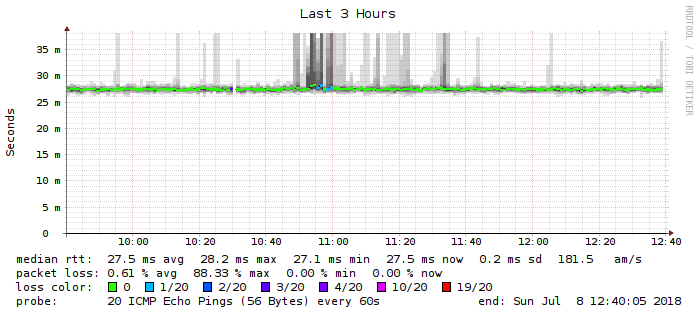 Last 3 Hours
RRDTOOL / TOBI OETIKER
Seconds
35 m
30 m
25 m
20 m
15 m
10 m
5 m
0
10:00 10:20 10:40 11:00 11:20 11:40 12:00 12:20 12:40
median rtt: 27.5 ms avg 28.2 ms max 27.1 ms min 27.5 ms now 0.2 ms sd 181.5 am/s
packet loss: 0.61 % avg 88.33 % max 0.00 % min 0.00 % now
loss color: 0 1/20 2/20 3/20 4/20 10/20 19/20
probe: 20 ICMP Echo Pings (56 Bytes) every 60s end: Sun Jul 8 12:40:05 2018